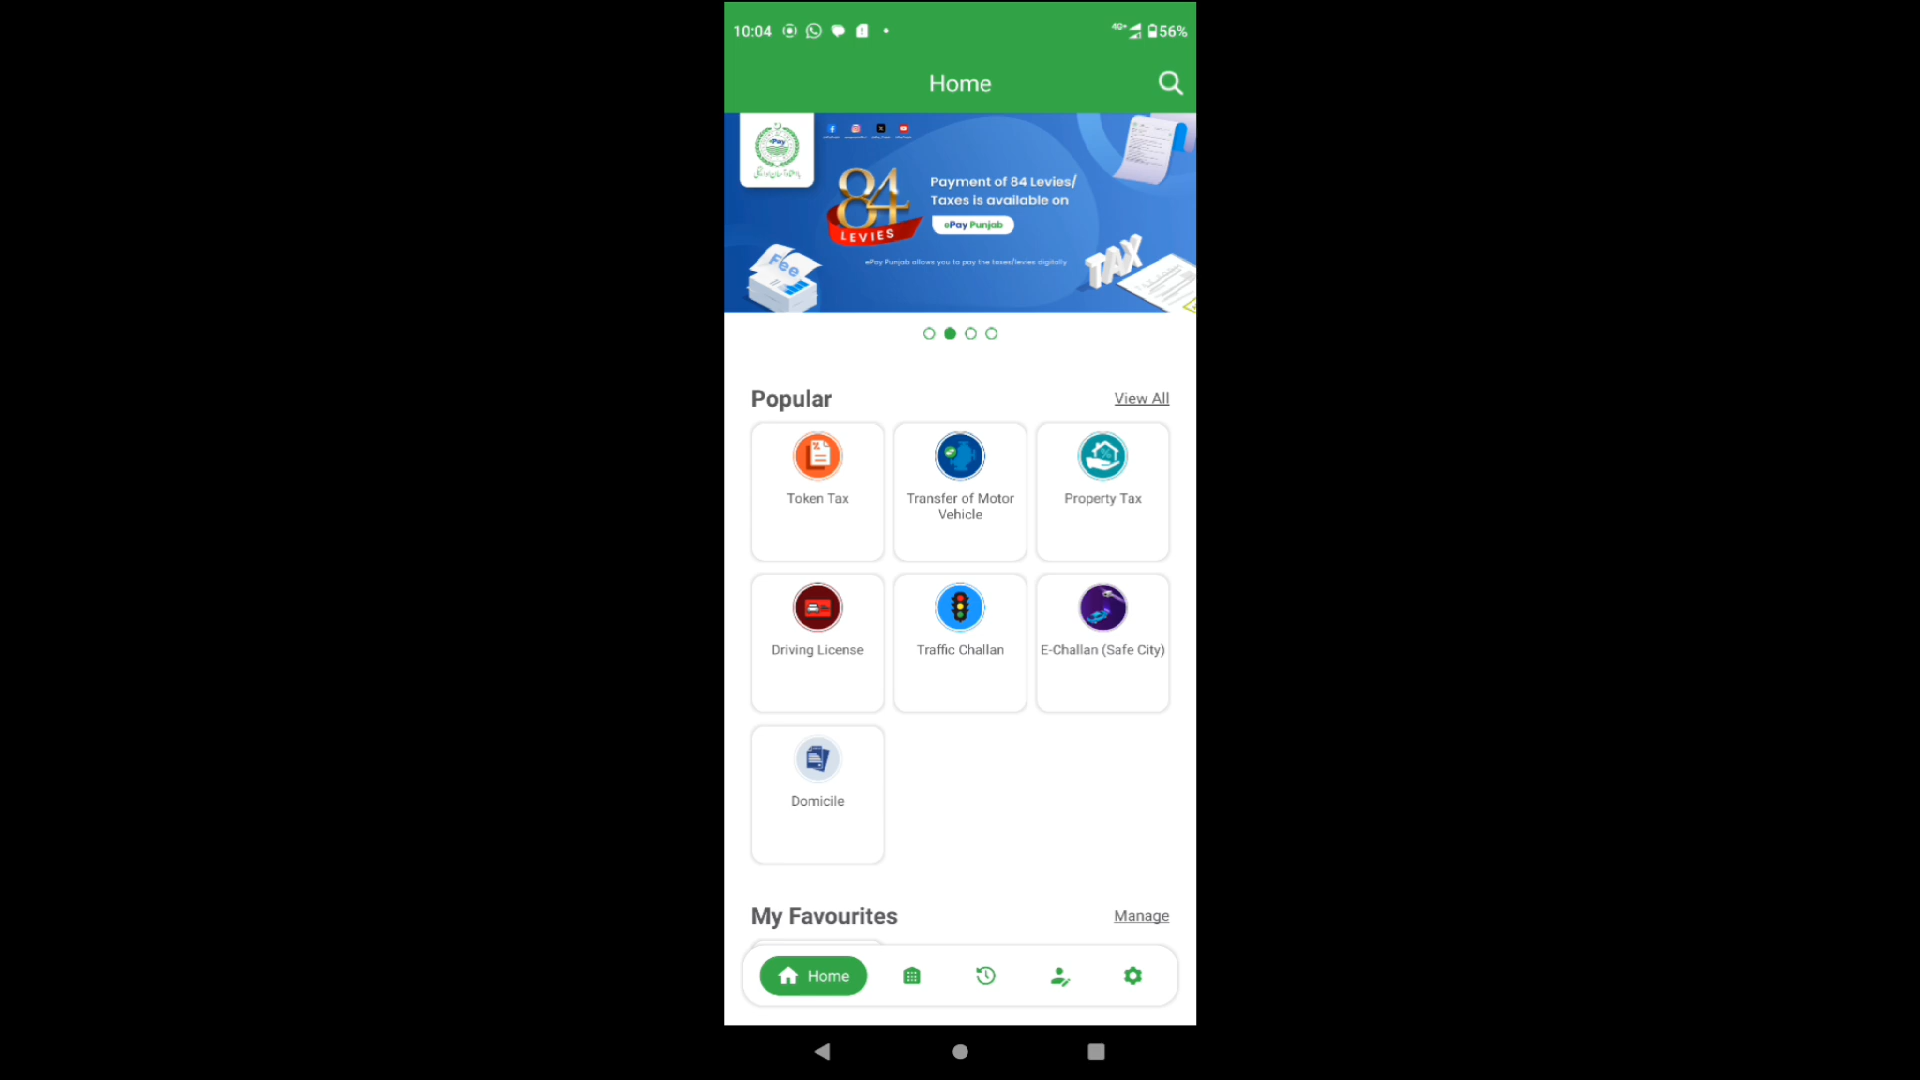 10:04
4G+
56%
Home
ePay
84
LEVIES
Payment of 84 Levies/
Taxes is available on
ePay Punjab
ePay Punjab allows you to pay the taxes/levies digitally
Fee
TAX
Popular
View All
Token Tax
Transfer of Motor
Vehicle
Property Tax
Driving License
Traffic Challan
E-Challan (Safe City)
Domicile
My Favourites
Manage
Home